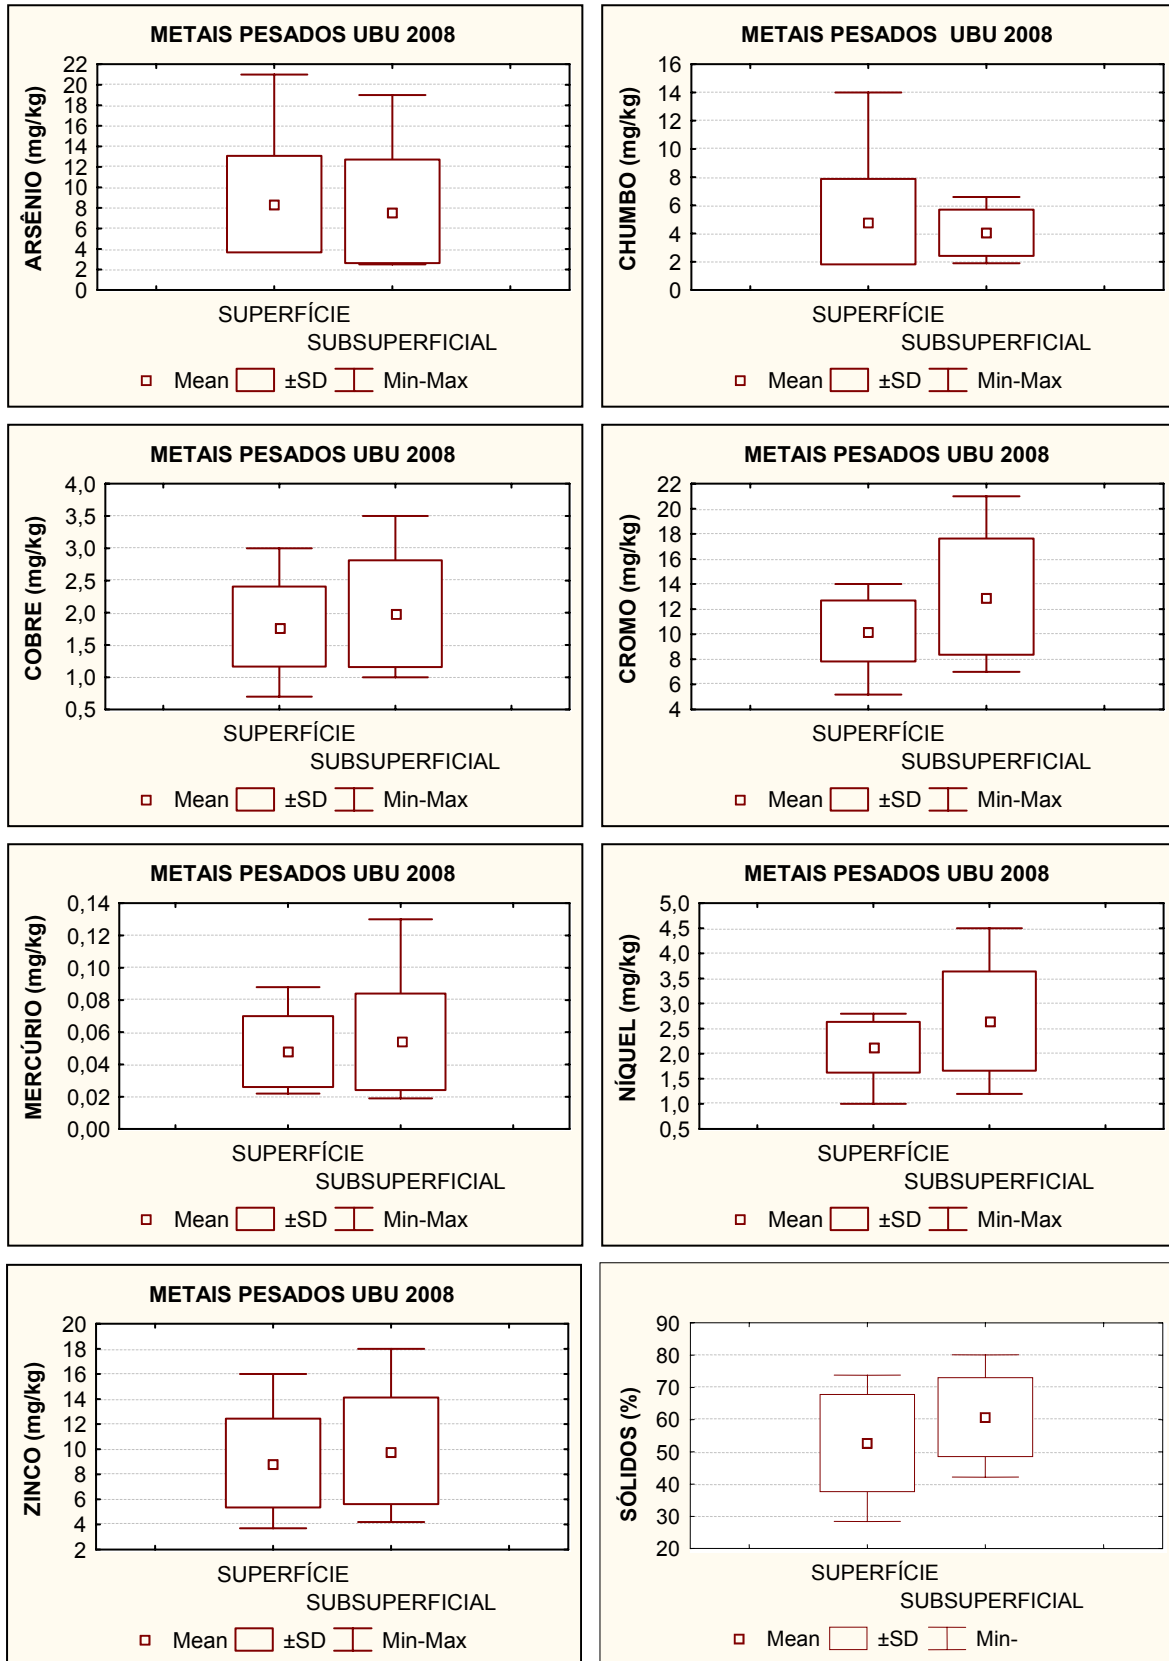 METAIS PESADOS UBU 2008
ARSÊNIO (mg/kg)
22
20
18
16
14
12
10
8
6
4
2
0
SUPERFÍCIE
SUBSUPERFICIAL
Mean ±SD Min-Max
METAIS PESADOS UBU 2008
CHUMBO (mg/kg)
16
14
12
10
8
6
4
2
0
SUPERFÍCIE
SUBSUPERFICIAL
Mean ±SD Min-Max
METAIS PESADOS UBU 2008
COBRE (mg/kg)
4,0
3,5
3,0
2,5
2,0
1,5
1,0
0,5
SUPERFÍCIE
SUBSUPERFICIAL
Mean ±SD Min-Max
METAIS PESADOS UBU 2008
CROMO (mg/kg)
22
20
18
16
14
12
10
8
6
4
SUPERFÍCIE
SUBSUPERFICIAL
Mean ±SD Min-Max
METAIS PESADOS UBU 2008
MERCÚRIO (mg/kg)
0,14
0,12
0,10
0,08
0,06
0,04
0,02
0,00
SUPERFÍCIE
SUBSUPERFICIAL
Mean ±SD Min-Max
METAIS PESADOS UBU 2008
NÍQUEL (mg/kg)
5,0
4,5
4,0
3,5
3,0
2,5
2,0
1,5
1,0
0,5
SUPERFÍCIE
SUBSUPERFICIAL
Mean ±SD Min-Max
METAIS PESADOS UBU 2008
ZINCO (mg/kg)
20
18
16
14
12
10
8
6
4
2
SUPERFÍCIE
SUBSUPERFICIAL
Mean ±SD Min-Max
SÓLIDOS (%)
90
80
70
60
50
40
30
20
SUPERFÍCIE
SUBSUPERFICIAL
Mean ±SD Min-